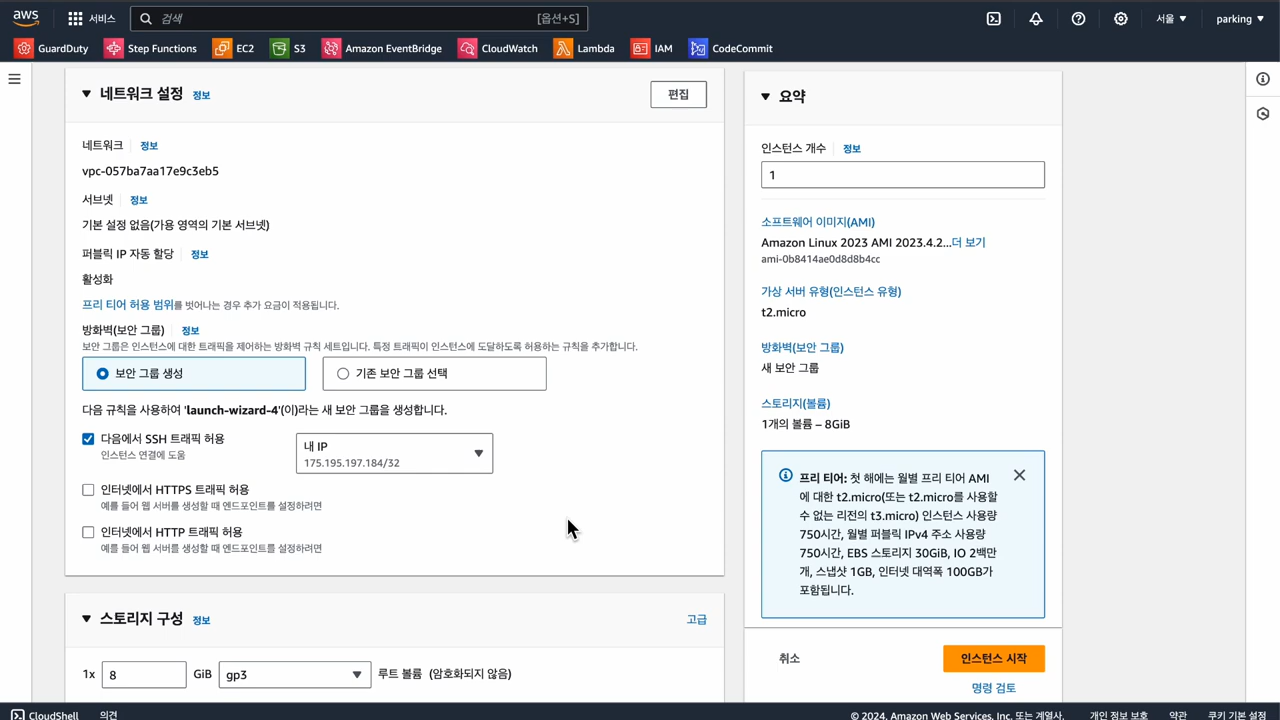 aws
서비스
검색
[옵션+S]
서울 ▼
parking ▼
GuardDuty
Step Functions
EC2
S3
Amazon EventBridge
CloudWatch
Lambda
IAM
CodeCommit
▼ 네트워크 설정 정보
편집
네트워크 정보
vpc-057ba7aa17e9c3eb5
서브넷 정보
기본 설정 없음(가용 영역의 기본 서브넷)
퍼블릭 IP 자동 할당 정보
활성화
프리 티어 허용 범위를 벗어나는 경우 추가 요금이 적용됩니다.
방화벽(보안 그룹) 정보
보안 그룹은 인스턴스에 대한 트래픽을 제어하는 방화벽 규칙 세트입니다. 특정 트래픽이 인스턴스에 도달하도록 허용하는 규칙을 추가합니다.
보안 그룹 생성
기존 보안 그룹 선택
다음 규칙을 사용하여 'launch-wizard-4'(이)라는 새 보안 그룹을 생성합니다.
다음에서 SSH 트래픽 허용
인스턴스 연결에 도움
내 IP
175.195.197.184/32
인터넷에서 HTTPS 트래픽 허용
예를 들어 웹 서버를 생성할 때 엔드포인트를 설정하려면
인터넷에서 HTTP 트래픽 허용
예를 들어 웹 서버를 생성할 때 엔드포인트를 설정하려면
▼ 스토리지 구성 정보
고급
1x 8 GiB gp3 루트 볼륨 (암호화되지 않음)
▼ 요약
인스턴스 개수 정보
1
소프트웨어 이미지(AMI)
Amazon Linux 2023 AMI 2023.4.2...더 보기
ami-0b8414ae0d8d8b4cc
가상 서버 유형(인스턴스 유형)
t2.micro
방화벽(보안 그룹)
새 보안 그룹
스토리지(볼륨)
1개의 볼륨 – 8GiB
프리 티어: 첫 해에는 월별 프리 티어 AMI
에 대한 t2.micro(또는 t2.micro를 사용할
수 없는 리전의 t3.micro) 인스턴스 사용량
750시간, 월별 퍼블릭 IPv4 주소 사용량
750시간, EBS 스토리지 30GiB, IO 2백만
개, 스냅샷 1GB, 인터넷 대역폭 100GB가
포함됩니다.
취소
인스턴스 시작
명령 검토
CloudShell
의견
© 2024, Amazon Web Services, Inc. 또는 계열사.
개인 정보 보호
약관
쿠키 기본 설정